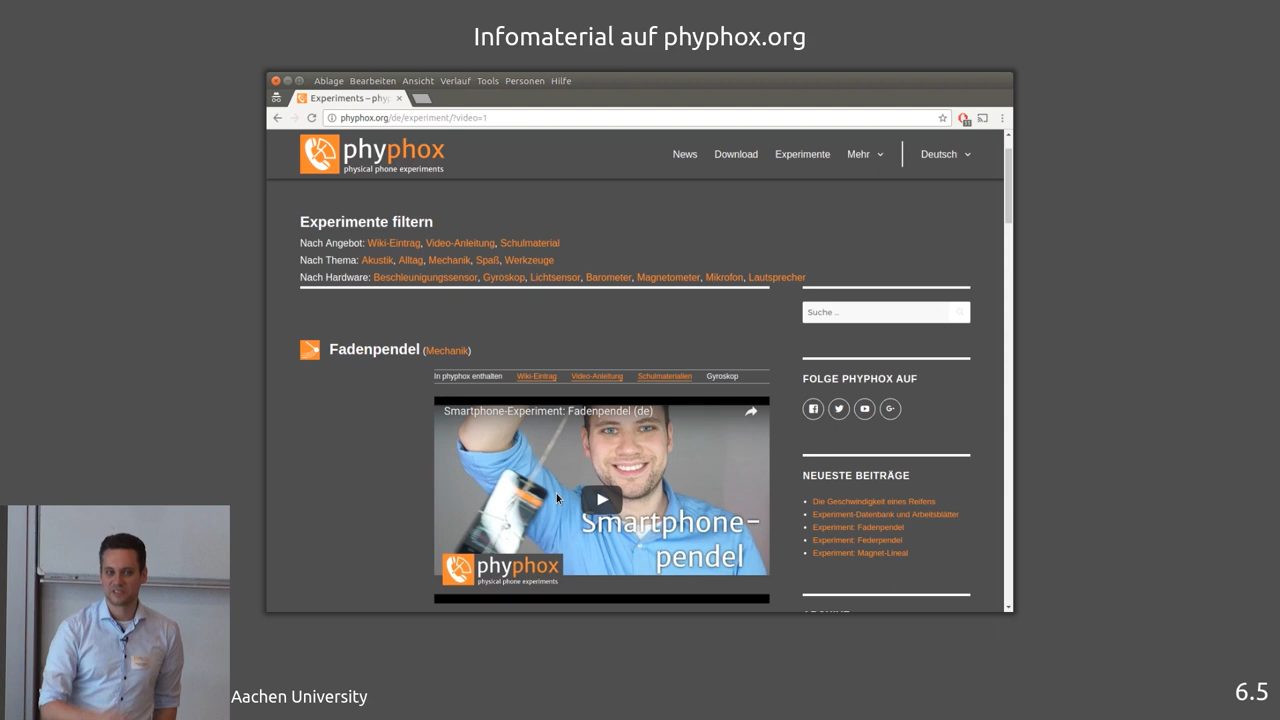 Infomaterial auf phyphox.org
Ablage Bearbeiten Ansicht Verlauf Tools Personen Hilfe
Experiments – phy
phyphox.org/de/experiment/?video=1
11
phyphox
physical phone experiments
News Download Experimente Mehr Deutsch
Experimente filtern
Nach Angebot: Wiki-Eintrag, Video-Anleitung, Schulmaterial
Nach Thema: Akustik, Alltag, Mechanik, Spaß, Werkzeuge
Nach Hardware: Beschleunigungssensor, Gyroskop, Lichtsensor, Barometer, Magnetometer, Mikrofon, Lautsprecher
Suche ...
Fadenpendel (Mechanik)
In phyphox enthalten Wiki-Eintrag Video-Anleitung Schulmaterialien Gyroskop
Smartphone-Experiment: Fadenpendel (de)
Smartphone-
pendel
phyphox
physical phone experiments
FOLGE PHYPHOX AUF
G+
NEUESTE BEITRÄGE
Die Geschwindigkeit eines Reifens
Experiment-Datenbank und Arbeitsblätter
Experiment: Fadenpendel
Experiment: Federpendel
Experiment: Magnet-Lineal
Aachen University
6.5